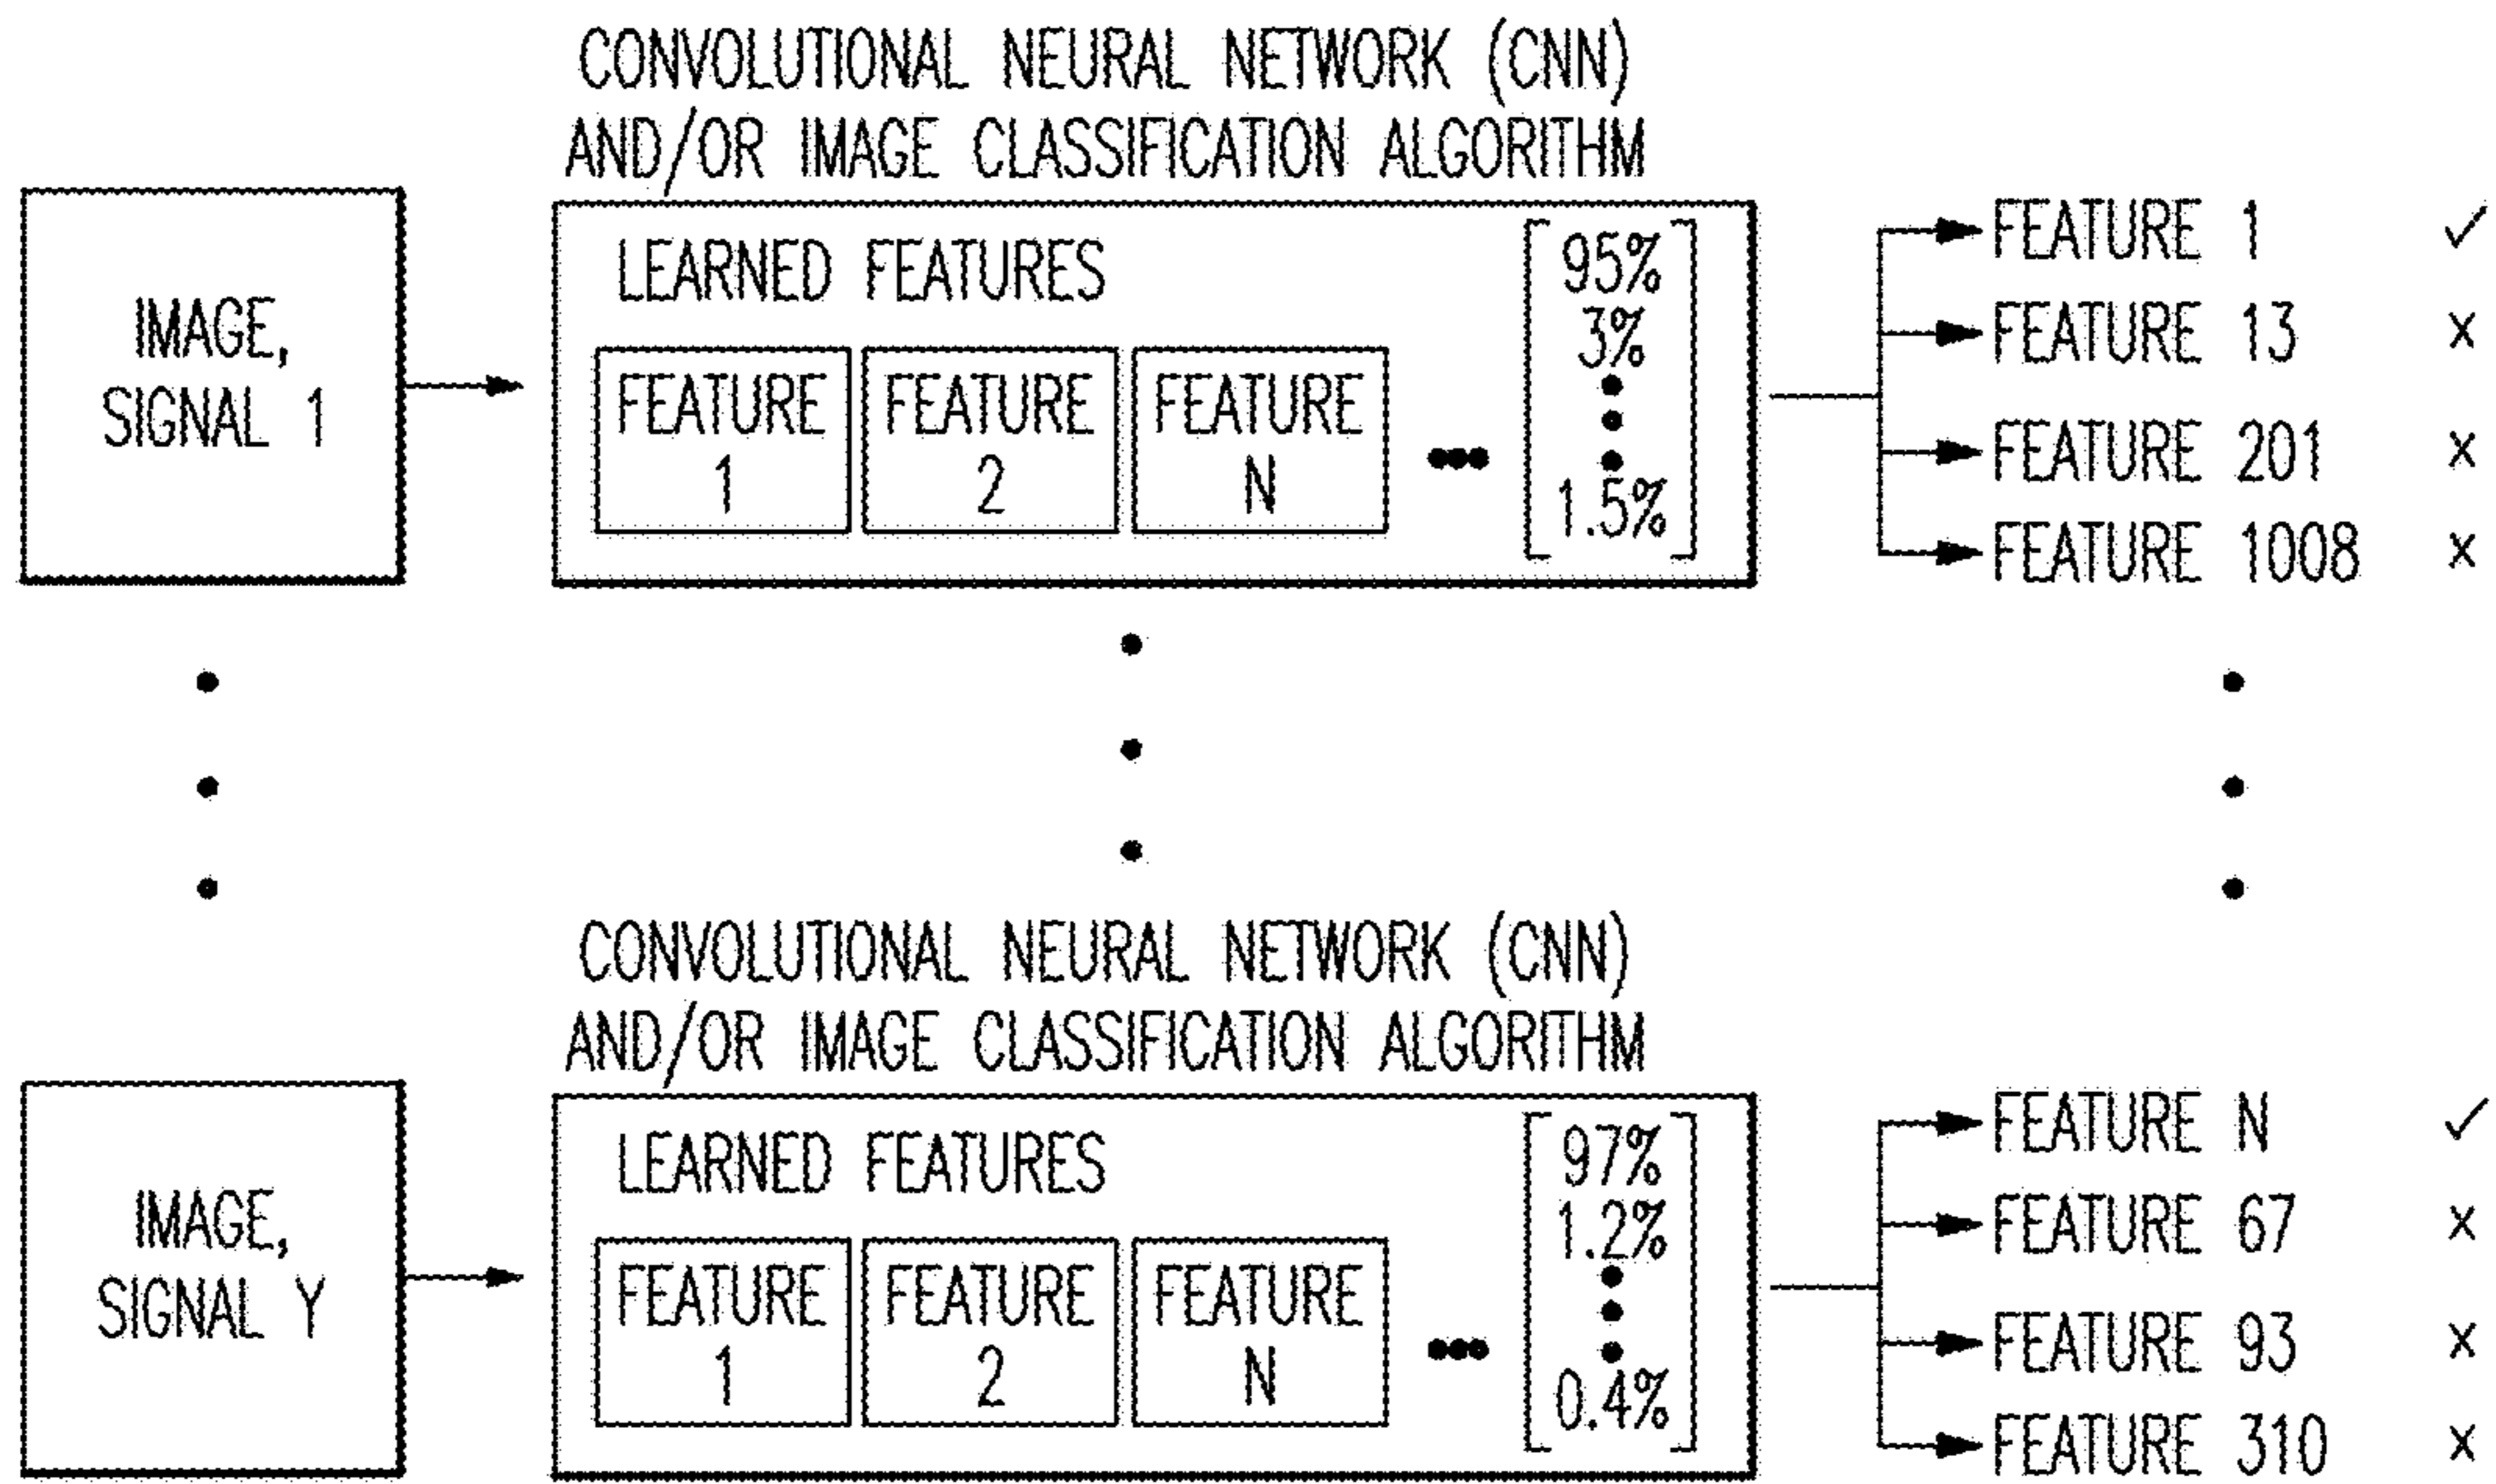 CONVOLUTIONAL NEURAL NETWORK (CNN)
AND/OR IMAGE CLASSIFICATION ALGORITHM
IMAGE,
SIGNAL 1
LEARNED FEATURES
FEATURE
1
FEATURE
2
FEATURE
N
95%
3%
1.5%
FEATURE 1 ✓
FEATURE 13 X
FEATURE 201 X
FEATURE 1008 X
CONVOLUTIONAL NEURAL NETWORK (CNN)
AND/OR IMAGE CLASSIFICATION ALGORITHM
IMAGE,
SIGNAL Y
LEARNED FEATURES
FEATURE
1
FEATURE
2
FEATURE
N
97%
1.2%
0.4%
FEATURE N ✓
FEATURE 67 X
FEATURE 93 X
FEATURE 310 X